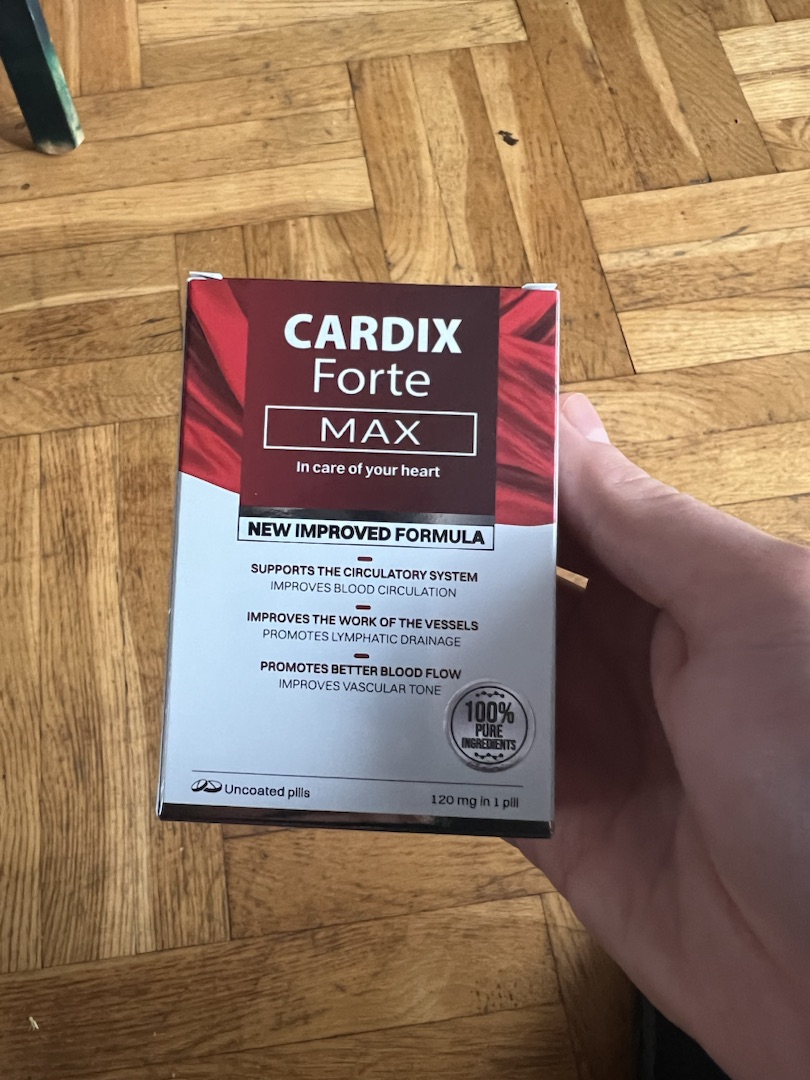 CARDIX
Forte
MAX
In care of your heart
NEW IMPROVED FORMULA
SUPPORTS THE CIRCULATORY SYSTEM
IMPROVES BLOOD CIRCULATION
IMPROVES THE WORK OF THE VESSELS
PROMOTES LYMPHATIC DRAINAGE
PROMOTES BETTER BLOOD FLOW
IMPROVES VASCULAR TONE
100%
PURE
INGREDIENTS
Uncoated pills
120 mg in 1 pill